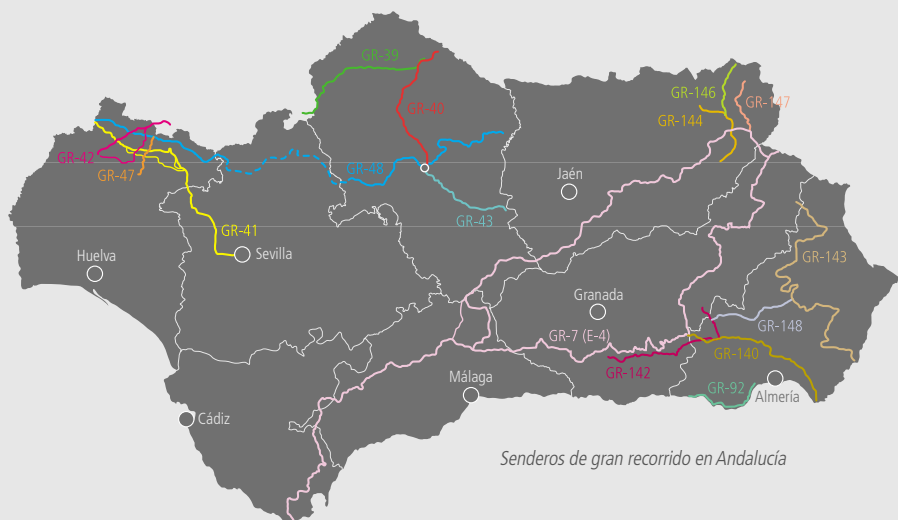 GR-39
GR-146
GR-147
GR-40
GR-144
GR-42
GR-48
GR-47
Jaén
GR-43
GR-41
Sevilla
Huelva
GR-143
Granada
GR-148
GR-7 (E-4)
GR-140
GR-142
Málaga
GR-92
Almería
Cádiz
Senderos de gran recorrido en Andalucía